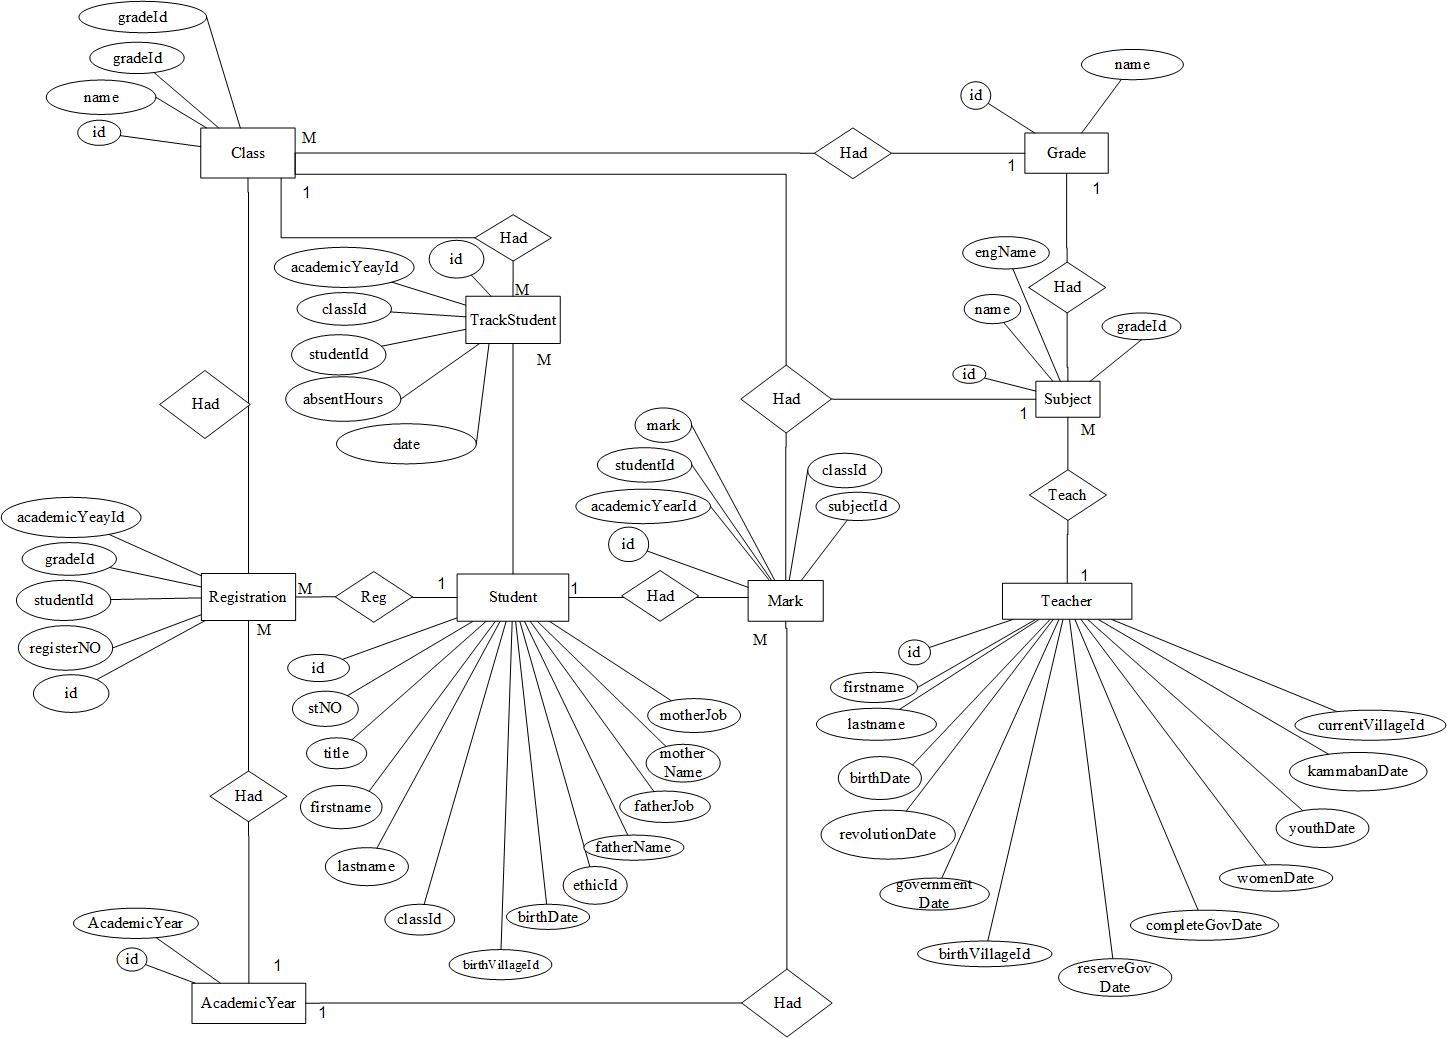 gradeId
gradeId
name
id
Class
M
1
Had
1
Grade
1
id
name
Had
id
academicYeayId
classId
studentId
absentHours
date
M
TrackStudent
M
engName
name
id
gradeId
Had
Subject
1
M
Had
Had
mark
studentId
academicYearId
id
classId
subjectId
Teach
academicYeayId
gradeId
studentId
registerNO
id
Registration
M
M
Reg
1
Student
1
Had
Mark
M
1
Teacher
id
stNO
title
firstname
lastname
classId
birthVillageId
birthDate
ethicId
fatherName
fatherJob
mother
Name
motherJob
id
firstname
lastname
birthDate
revolutionDate
government
Date
birthVillageId
reserveGov
Date
completeGovDate
womenDate
youthDate
kammabanDate
currentVillageId
Had
AcademicYear
id
1
AcademicYear
1
Had